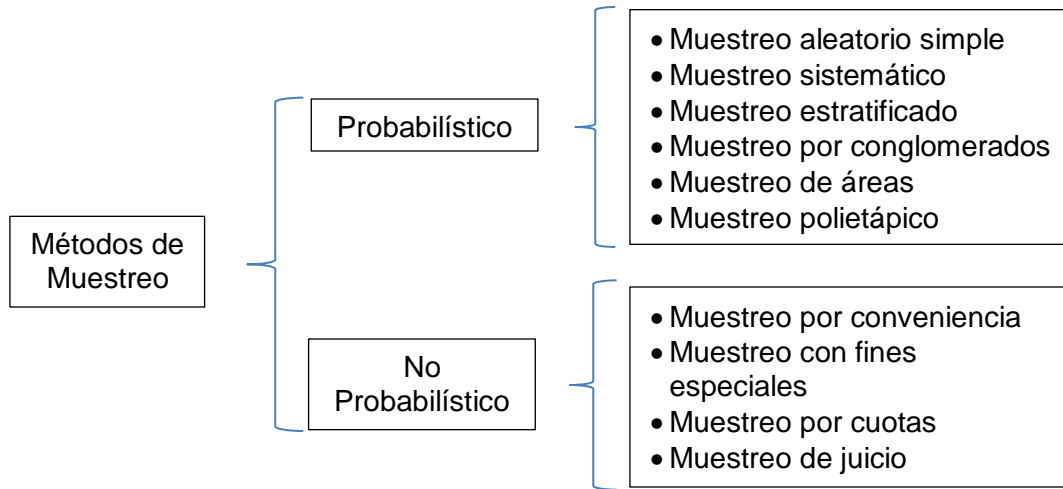 Métodos de
Muestreo
Probabilístico
• Muestreo aleatorio simple
• Muestreo sistemático
• Muestreo estratificado
• Muestreo por conglomerados
• Muestreo de áreas
• Muestreo polietápico
No
Probabilístico
• Muestreo por conveniencia
• Muestreo con fines
especiales
• Muestreo por cuotas
• Muestreo de juicio